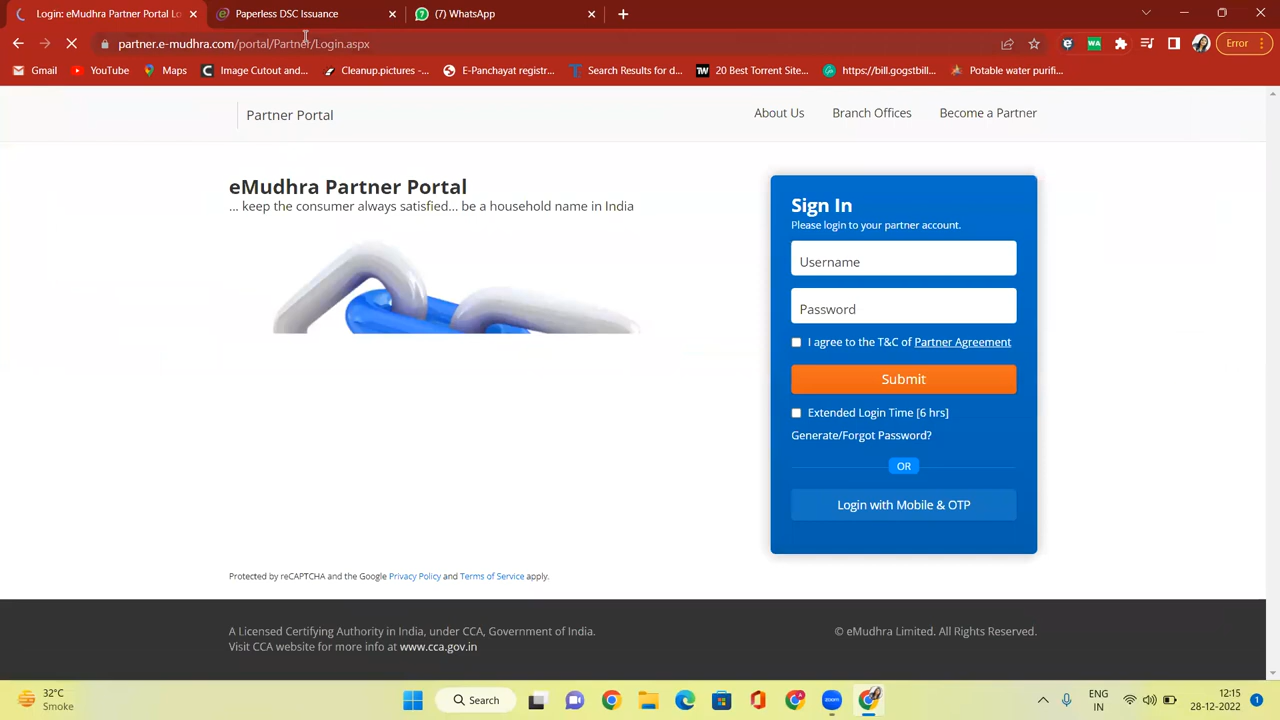 Login: eMudhra Partner Portal Lo
Paperless DSC Issuance
(7) WhatsApp
partner.e-mudhra.com/portal/Partner/Login.aspx
Error
Gmail
YouTube
Maps
Image Cutout and...
Cleanup.pictures -...
E-Panchayat registr...
Search Results for d...
20 Best Torrent Site...
https://bill.gogstbill...
Potable water purifi...
Partner Portal
About Us
Branch Offices
Become a Partner
eMudhra Partner Portal
... keep the consumer always satisfied... be a household name in India
Sign In
Please login to your partner account.
Username
Password
I agree to the T&C of Partner Agreement
Submit
Extended Login Time [6 hrs]
Generate/Forgot Password?
OR
Login with Mobile & OTP
Protected by reCAPTCHA and the Google Privacy Policy and Terms of Service apply.
A Licensed Certifying Authority in India, under CCA, Government of India.
Visit CCA website for more info at www.cca.gov.in
© eMudhra Limited. All Rights Reserved.
32°C
Smoke
Search
zoom
ENG
IN
12:15
28-12-2022
1